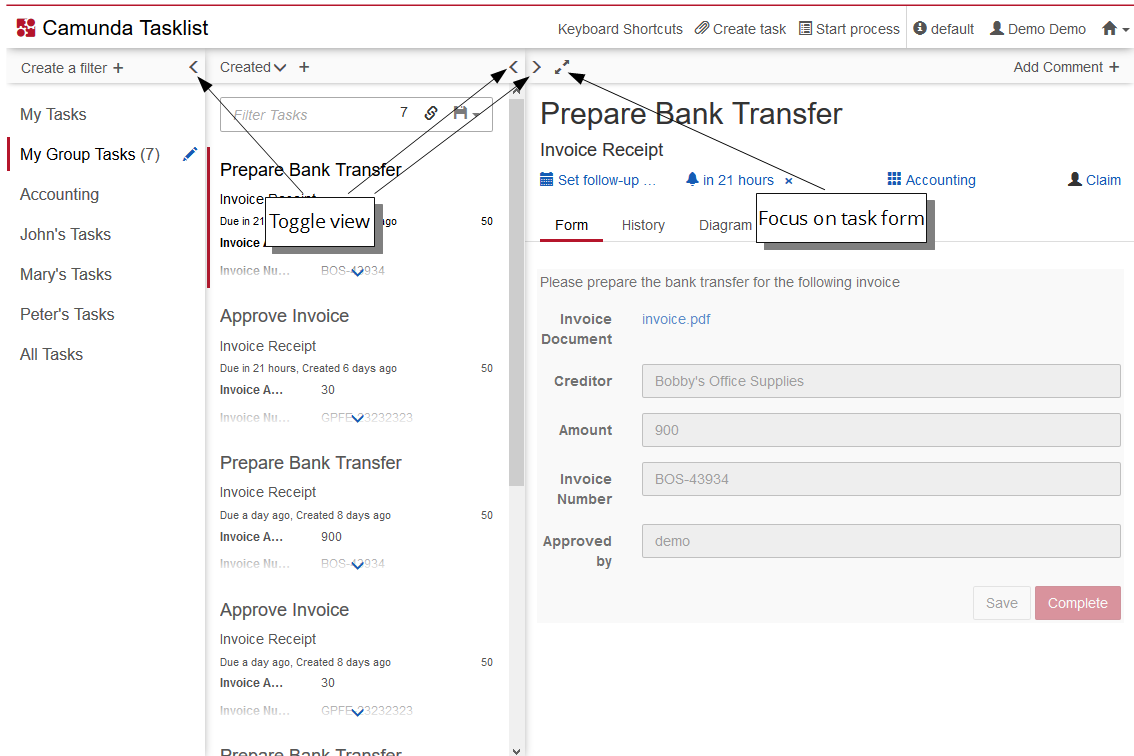 Camunda Tasklist
Keyboard Shortcuts Create task Start process default Demo Demo
Create a filter +
Created +
Add Comment +
My Tasks
My Group Tasks (7)
Accounting
John's Tasks
Mary's Tasks
Peter's Tasks
All Tasks
Filter Tasks 7
Prepare Bank Transfer
Invoice Receipt
Due in 21 ago 50
Invoice A
Invoice Nu... BOS-43934
Toggle view
Approve Invoice
Invoice Receipt
Due in 21 hours, Created 6 days ago 50
Invoice A... 30
Invoice Nu... GPFE-23232323
Prepare Bank Transfer
Invoice Receipt
Due a day ago, Created 8 days ago 50
Invoice A... 900
Invoice Nu... BOS-43934
Approve Invoice
Invoice Receipt
Due a day ago, Created 8 days ago 50
Invoice A... 30
Invoice Nu... GPFE-23232323
Prepare Bank Transfer
Prepare Bank Transfer
Invoice Receipt
Set follow-up ... in 21 hours × Accounting Claim
Form History Diagram
Focus on task form
Please prepare the bank transfer for the following invoice
Invoice
Document
invoice.pdf
Creditor Bobby's Office Supplies
Amount 900
Invoice
Number
BOS-43934
Approved
by
demo
Save Complete